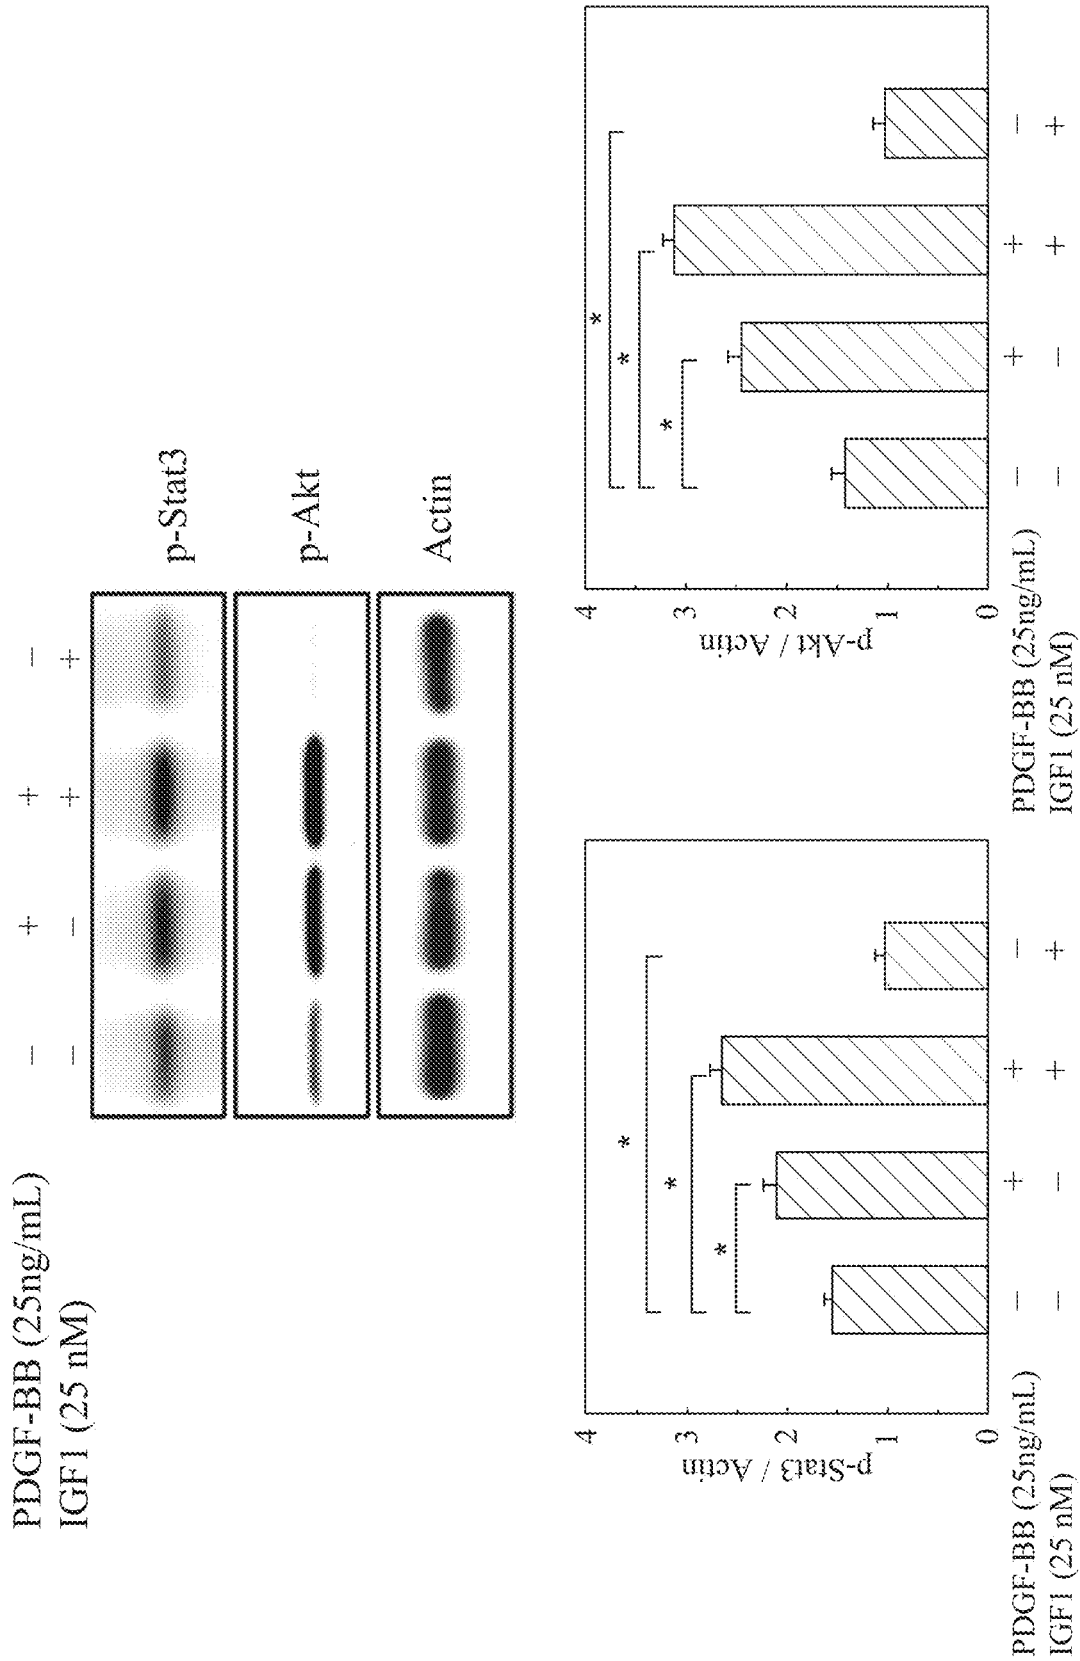 PDGF-BB (25ng/mL) − + + −
IGF1 (25 nM) − − + +
p-Stat3
p-Akt
Actin
p-Stat3 / Actin
4
3
2
1
0
*
*
*
PDGF-BB (25ng/mL) − + + −
IGF1 (25 nM) − − + +
p-Akt / Actin
4
3
2
1
0
*
*
*
PDGF-BB (25ng/mL) − + + −
IGF1 (25 nM) − − + +